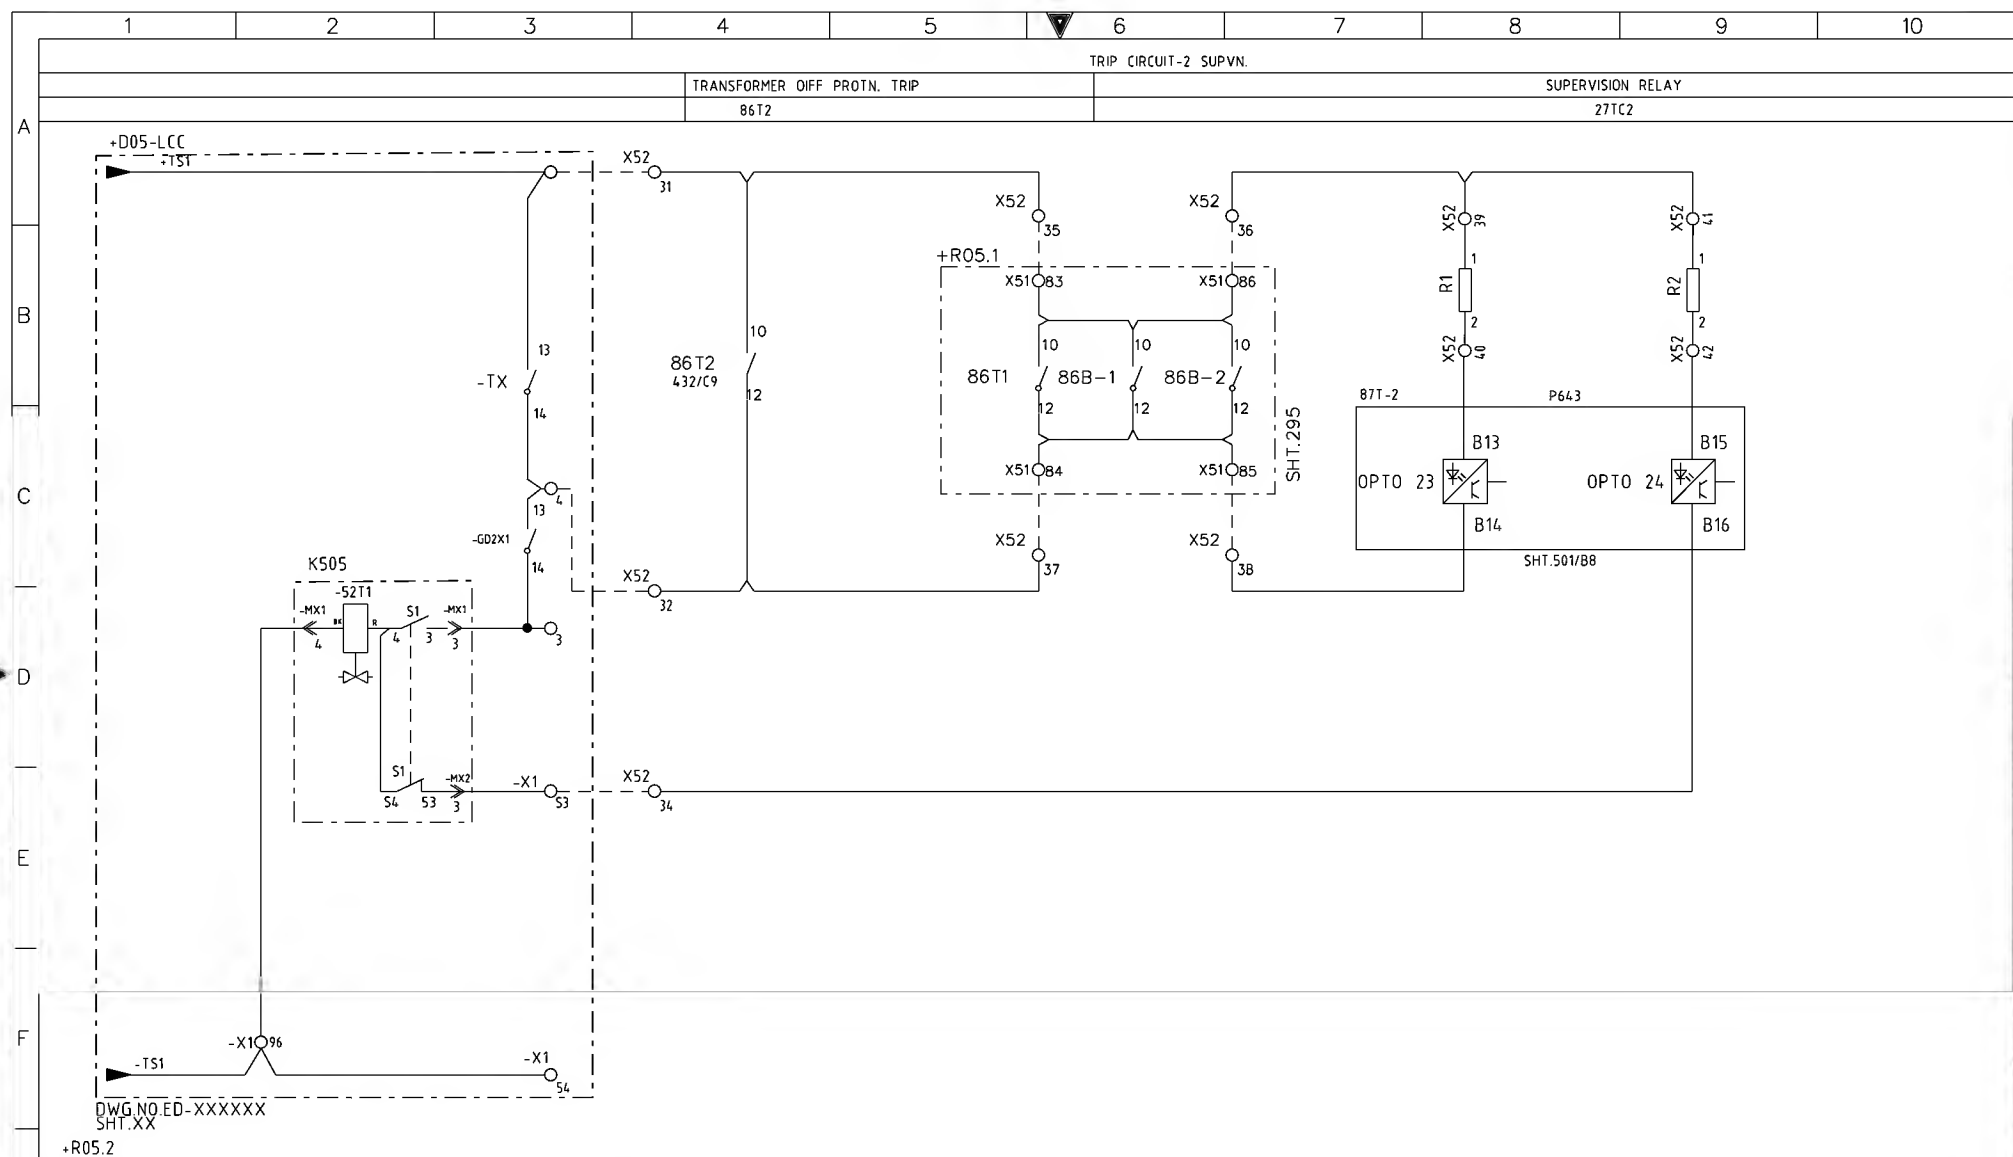 1 2 3 4 5 6 7 8 9 10
TRIP CIRCUIT-2 SUPVN.
TRANSFORMER OIFF PROTN. TRIP
SUPERVISION RELAY
86T2
27TC2
A
B
C
D
E
F
+D05-LCC
+TS1
X52
31
X52
35
X52
36
X52
39
X52
41
+R05.1
X51 83
X51 86
1
R1
2
1
R2
2
X52
40
X52
42
13
-TX
14
10
86T2
432/C9
12
10
86T1
12
10
86B-1
12
10
86B-2
12
SHT.295
X51 84
X51 85
87T-2
P643
B13
OPTO 23
B14
B15
OPTO 24
B16
SHT.501/B8
4
13
-GD2X1
14
X52
37
X52
38
X52
32
K505
-52T1
-MX1
4
BK
R
S1
4
3
-MX1
3
3
S1
S4
53
-MX2
3
-X1
S3
X52
34
-X1 96
-TS1
-X1
54
DWG.NO.ED-XXXXXX
SHT.XX
+R05.2